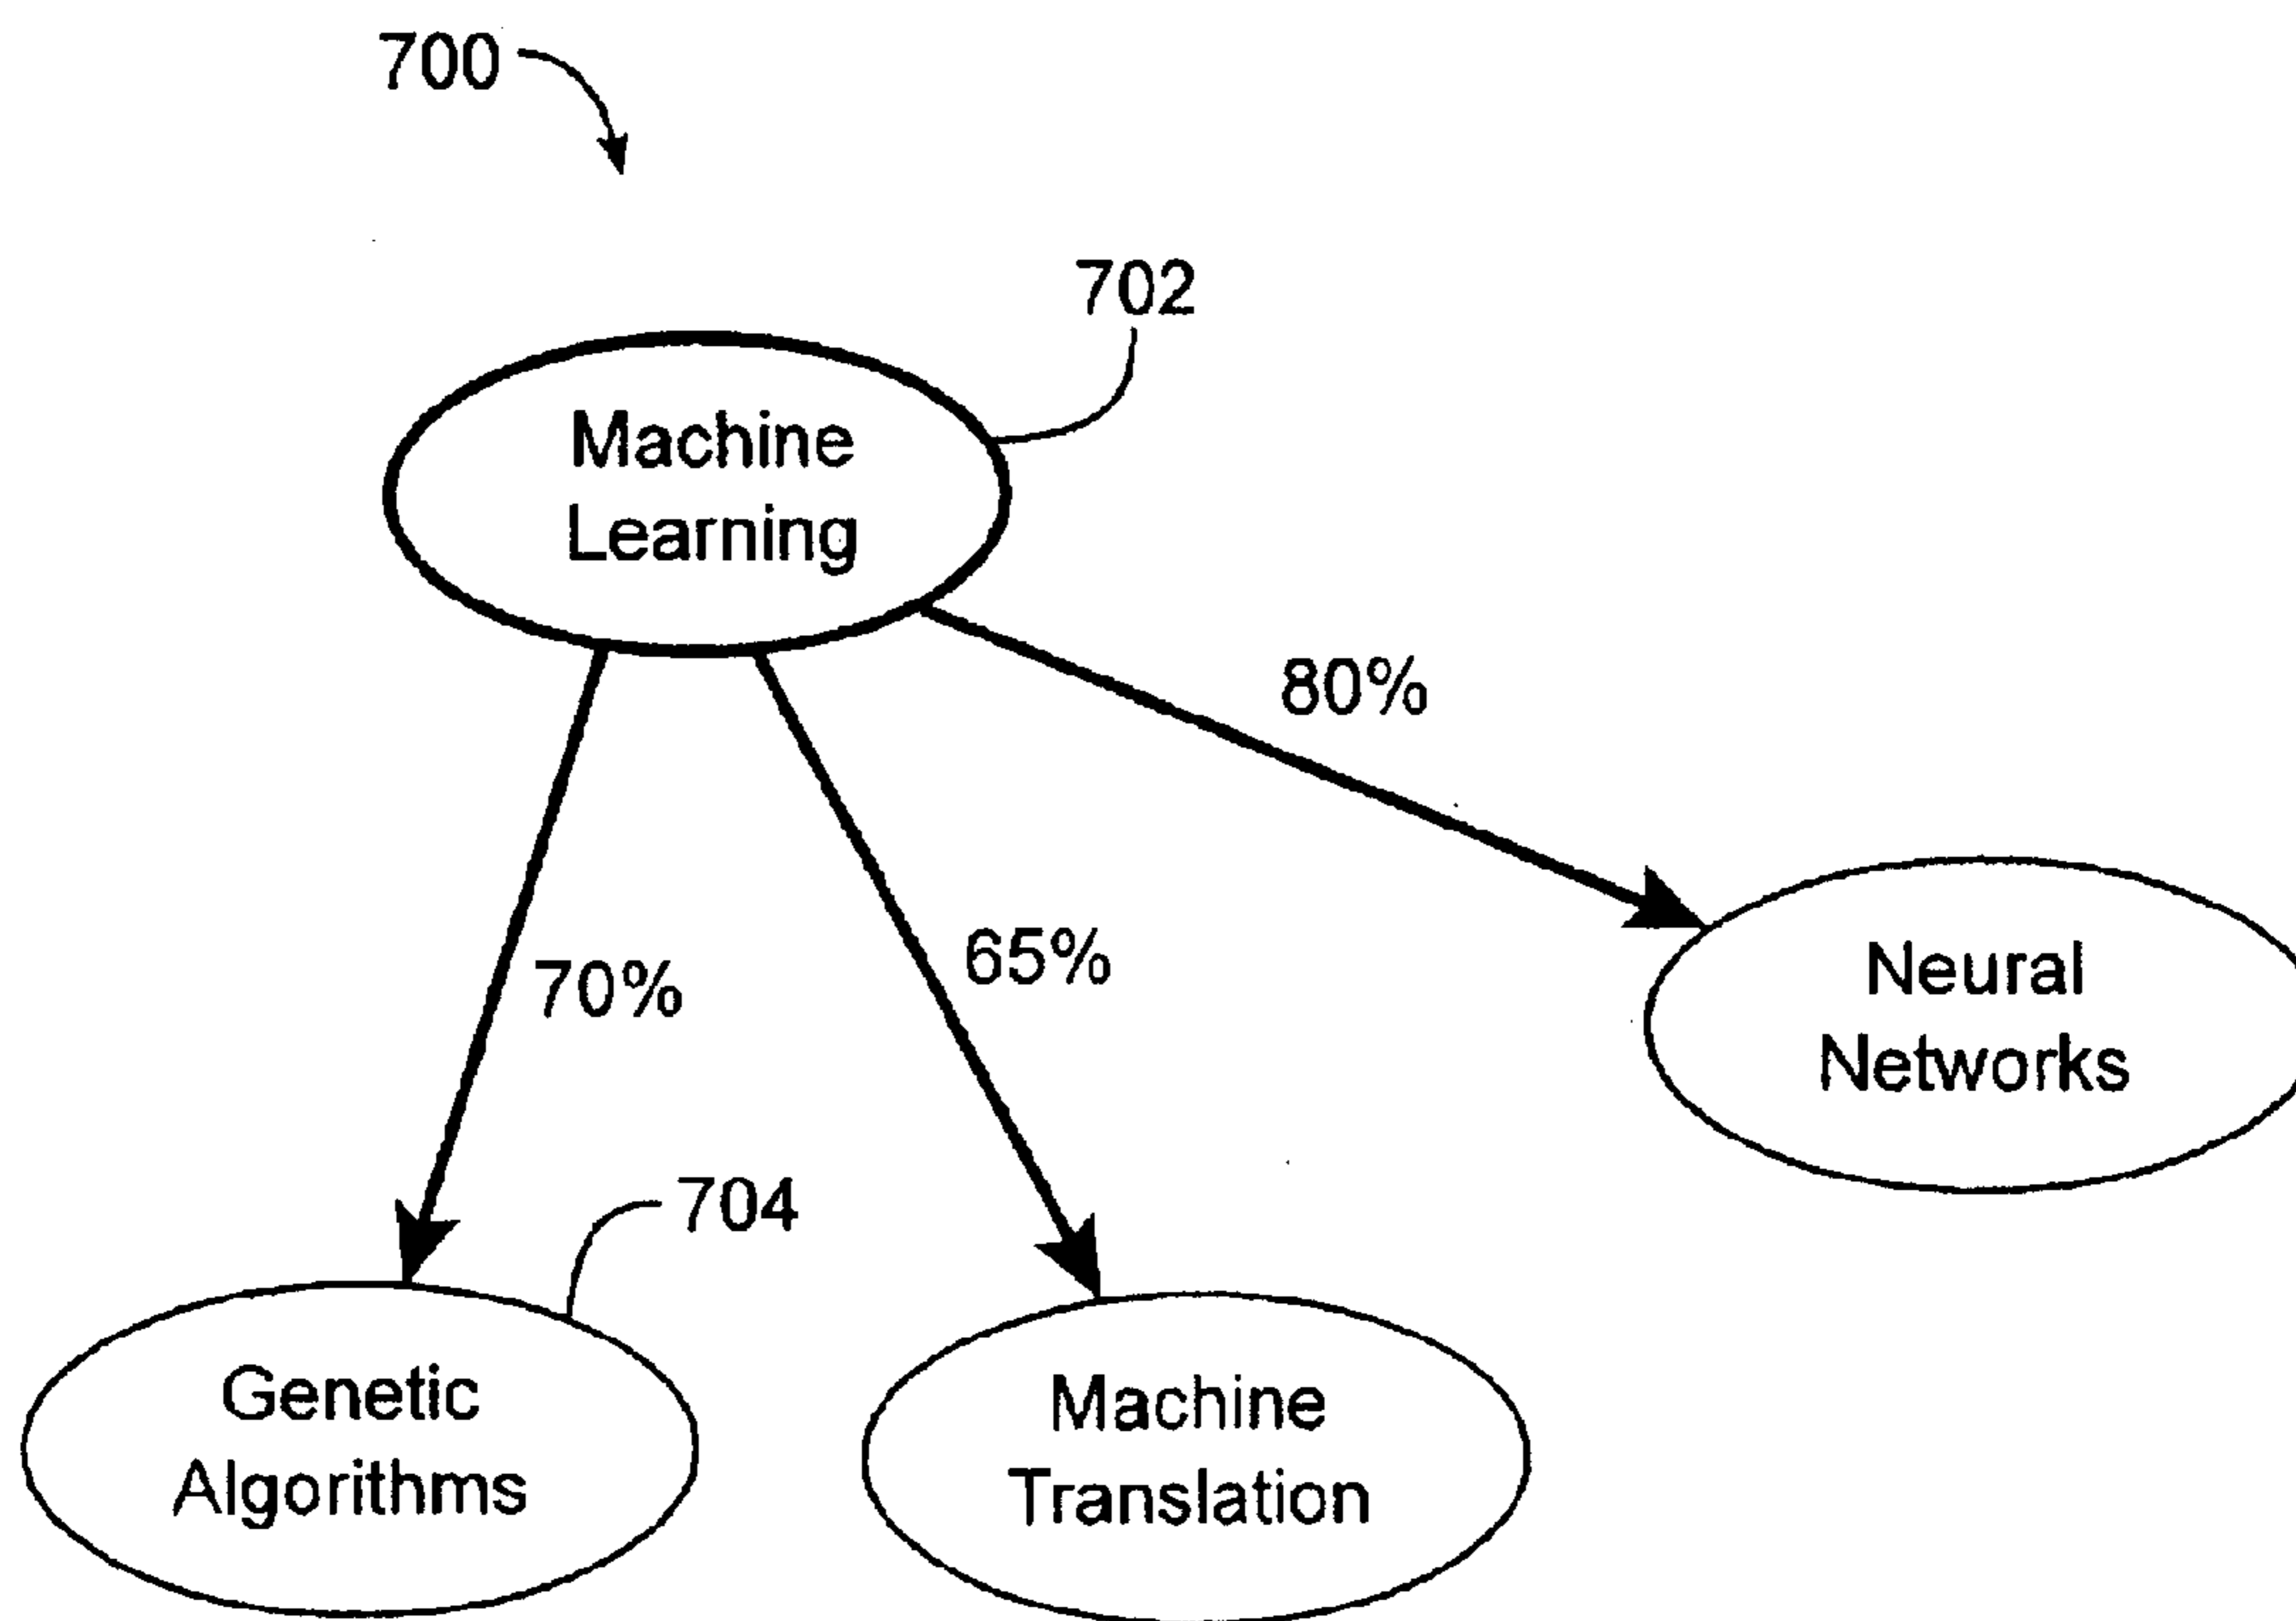 700
702
Machine
Learning
80%
70%
65%
Neural
Networks
704
Genetic
Algorithms
Machine
Translation